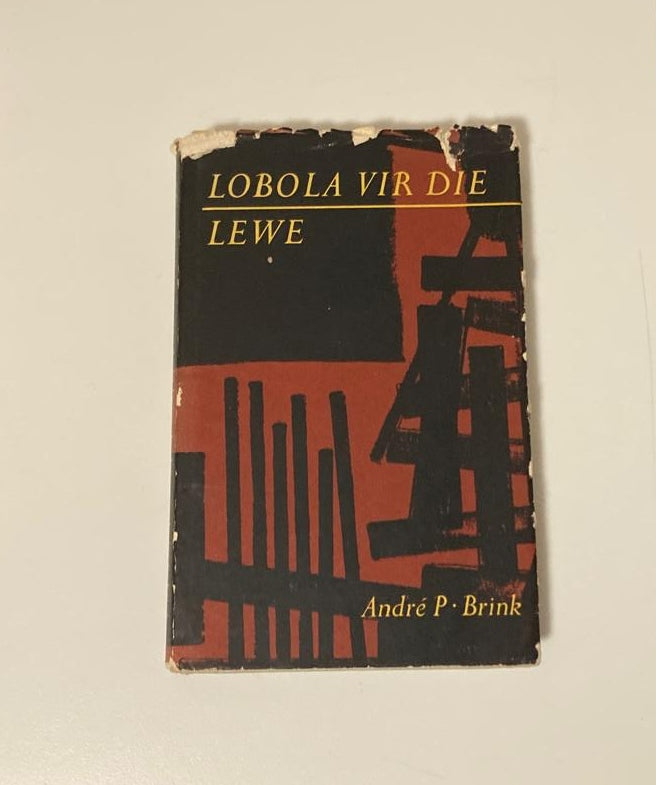 LOBOLA VIR DIE
LEWE
André P · Brink